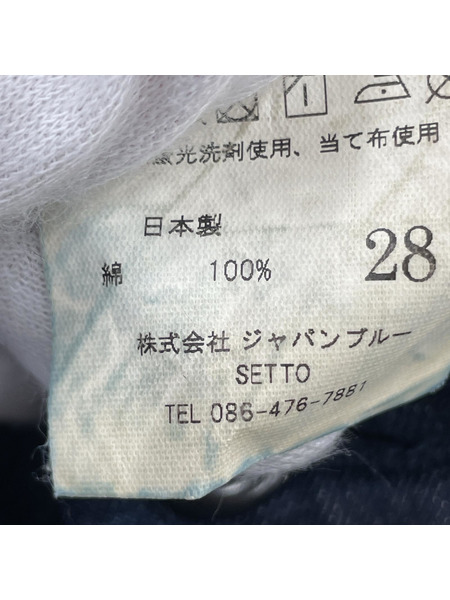 光洗剤使用、当て布使用
日本製
綿 100% 28
株式会社 ジャパンブルー
SETTO
TEL 086-476-7881